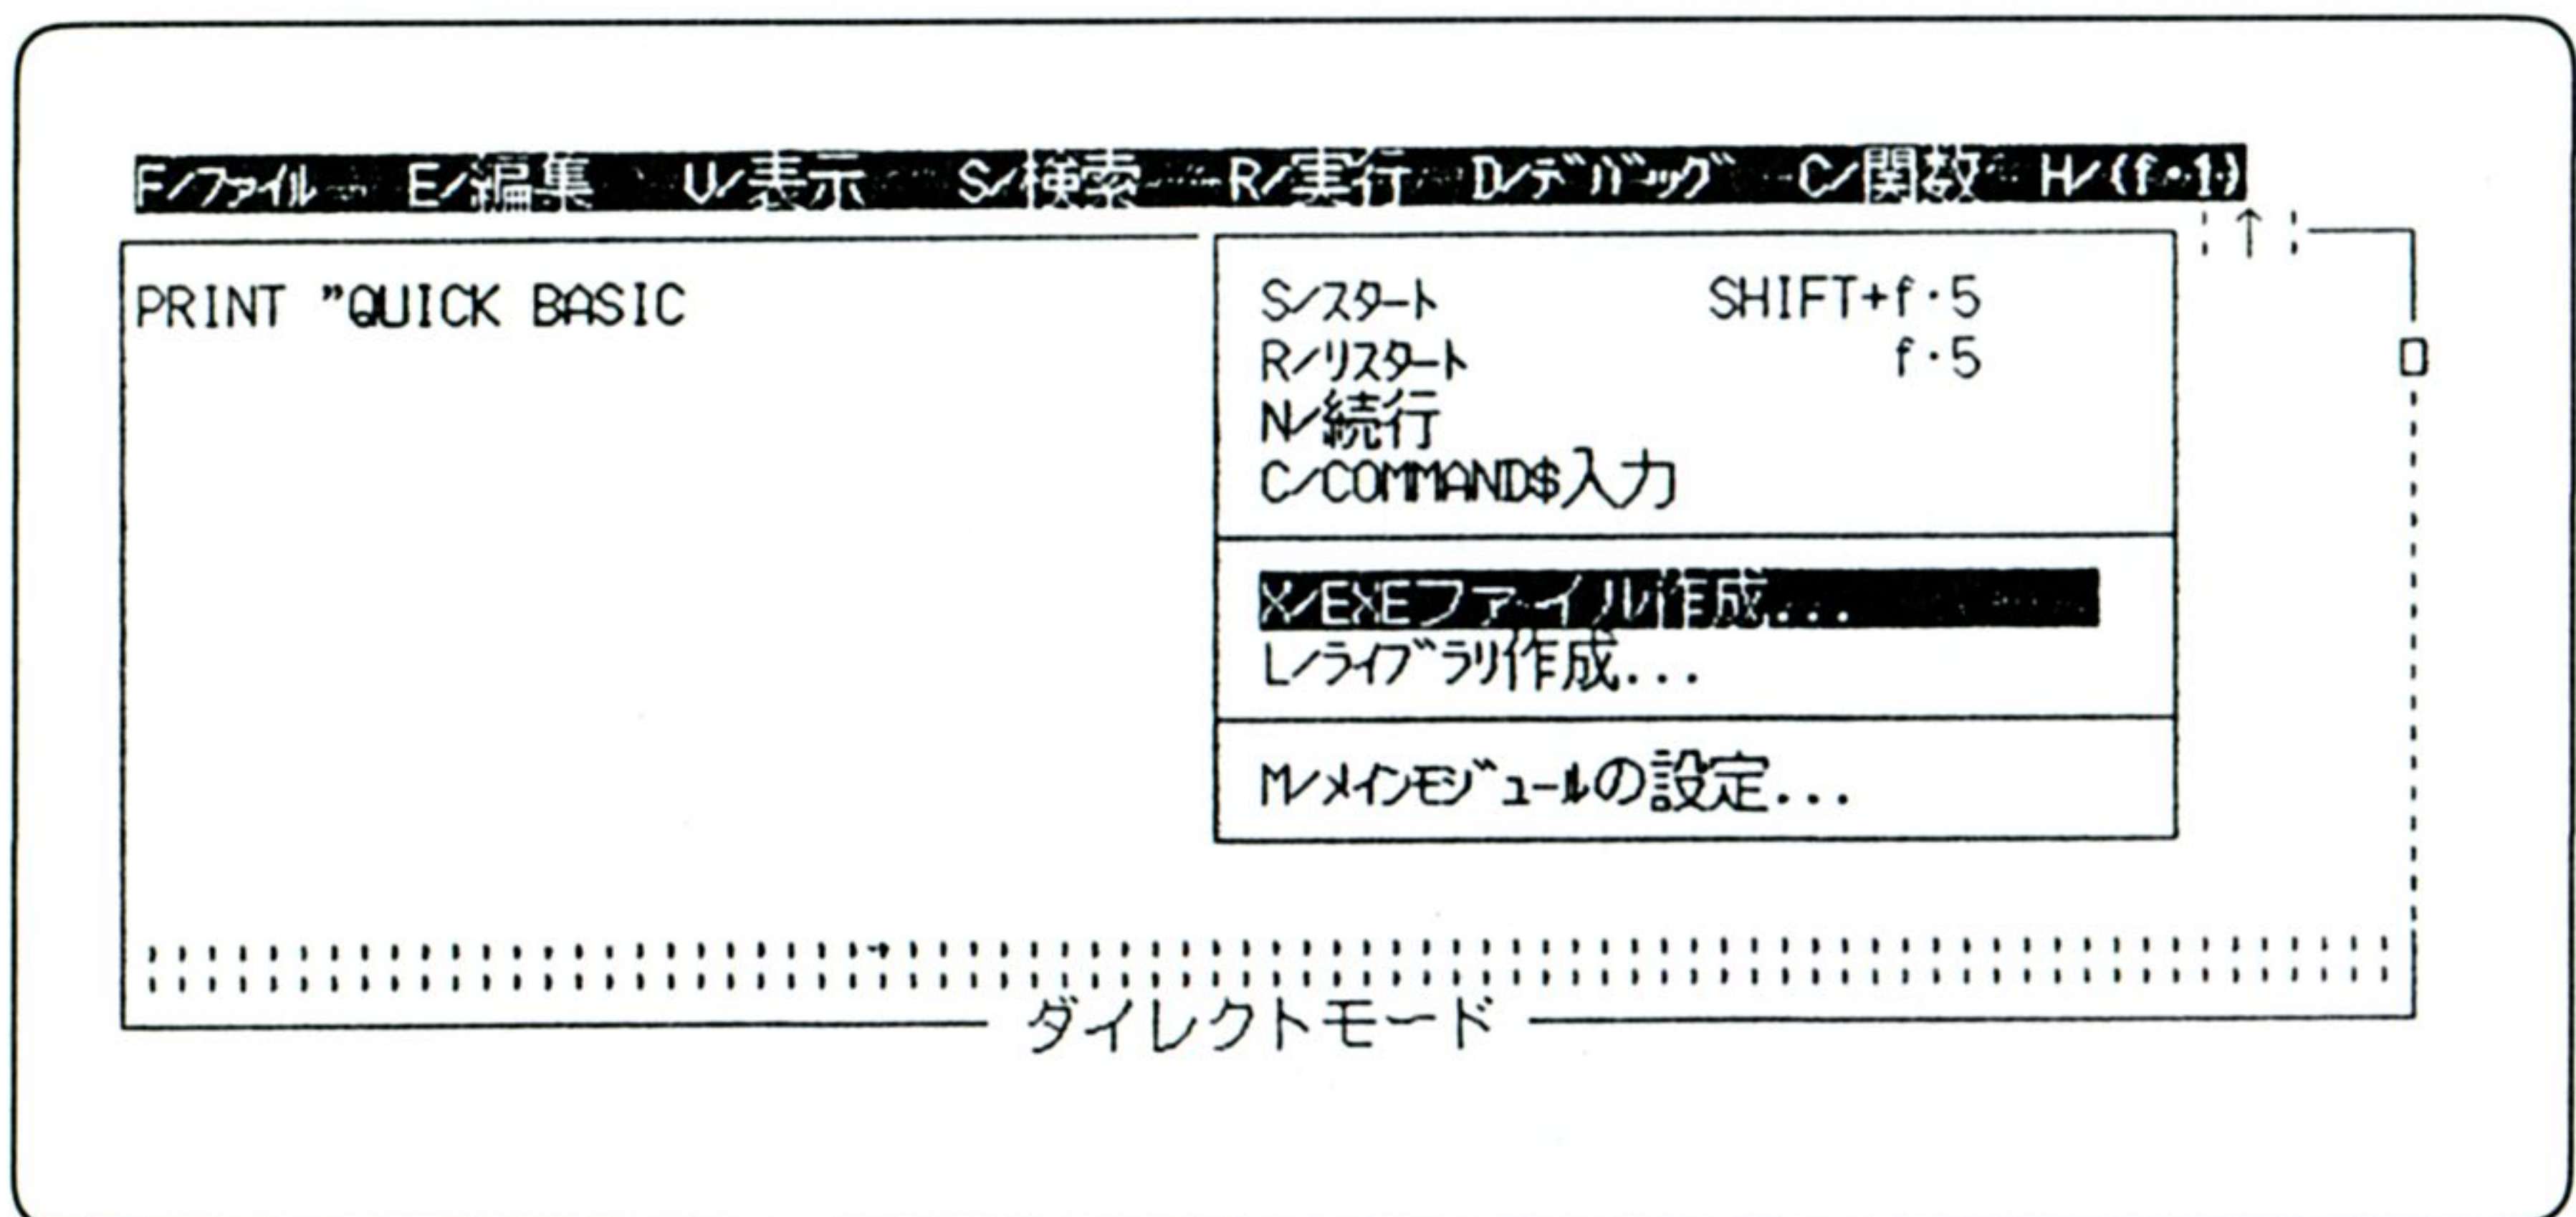 F/ﾌｧｲﾙ E/編集 V/表示 S/検索 R/実行 D/ﾃﾞﾊﾞｯｸﾞ C/関数 H/(f・1)
↑
PRINT "QUICK BASIC
S/ｽﾀｰﾄ SHIFT+f・5
R/ﾘｽﾀｰﾄ f・5
N/続行
C/COMMAND$入力
X/EXEファイル作成...
L/ﾗｲﾌﾞﾗﾘ作成...
M/ﾒｲﾝﾓｼﾞｭｰﾙの設定...
ダイレクトモード